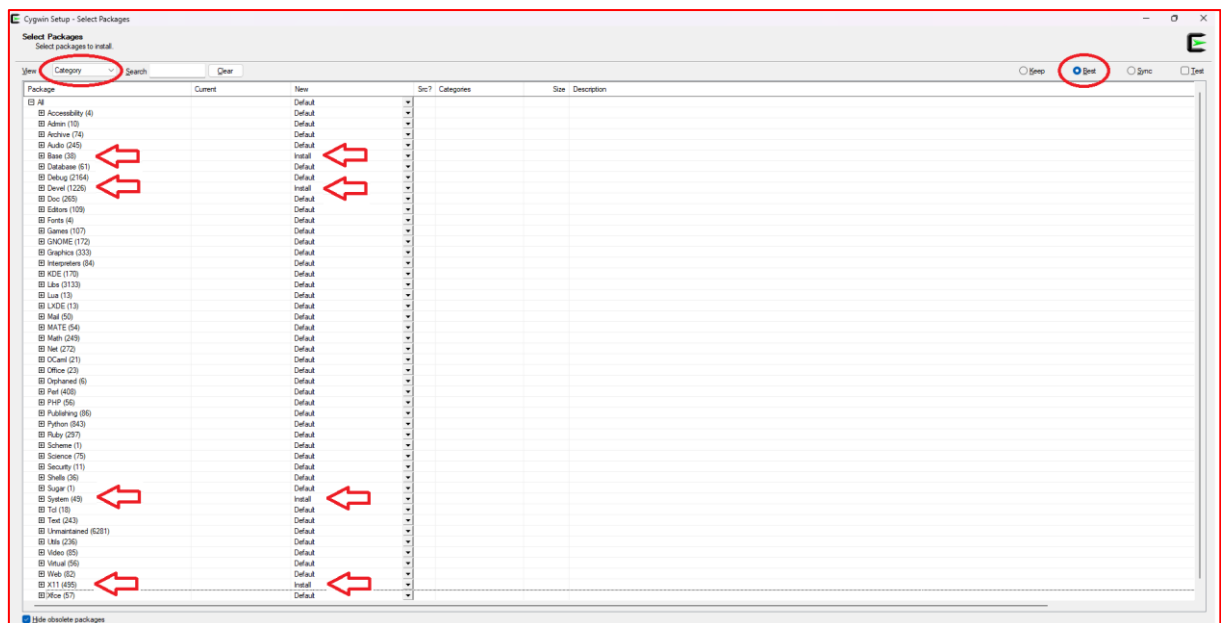 Cygwin Setup - Select Packages
Select Packages
Select packages to install.
View Category Search Clear Keep Best Sync Test
Package Current New Src? Categories Size Description
All Default
Accessibility (4) Default
Admin (10) Default
Archive (74) Default
Audio (245) Default
Base (38) Install
Database (61) Default
Debug (2164) Default
Devel (1226) Install
Doc (265) Default
Editors (109) Default
Fonts (4) Default
Games (107) Default
GNOME (172) Default
Graphics (333) Default
Interpreters (84) Default
KDE (170) Default
Libs (3133) Default
Lua (13) Default
LXDE (13) Default
Mail (50) Default
MATE (54) Default
Math (249) Default
Net (272) Default
OCaml (21) Default
Office (23) Default
Orphaned (6) Default
Perl (408) Default
PHP (56) Default
Publishing (86) Default
Python (843) Default
Ruby (297) Default
Scheme (1) Default
Science (75) Default
Security (11) Default
Shells (36) Default
Sugar (1) Default
System (49) Install
Tcl (18) Default
Text (243) Default
Unmaintained (6281) Default
Utils (236) Default
Video (85) Default
Virtual (56) Default
Web (82) Default
X11 (495) Install
Xfce (57) Default
Hide obsolete packages